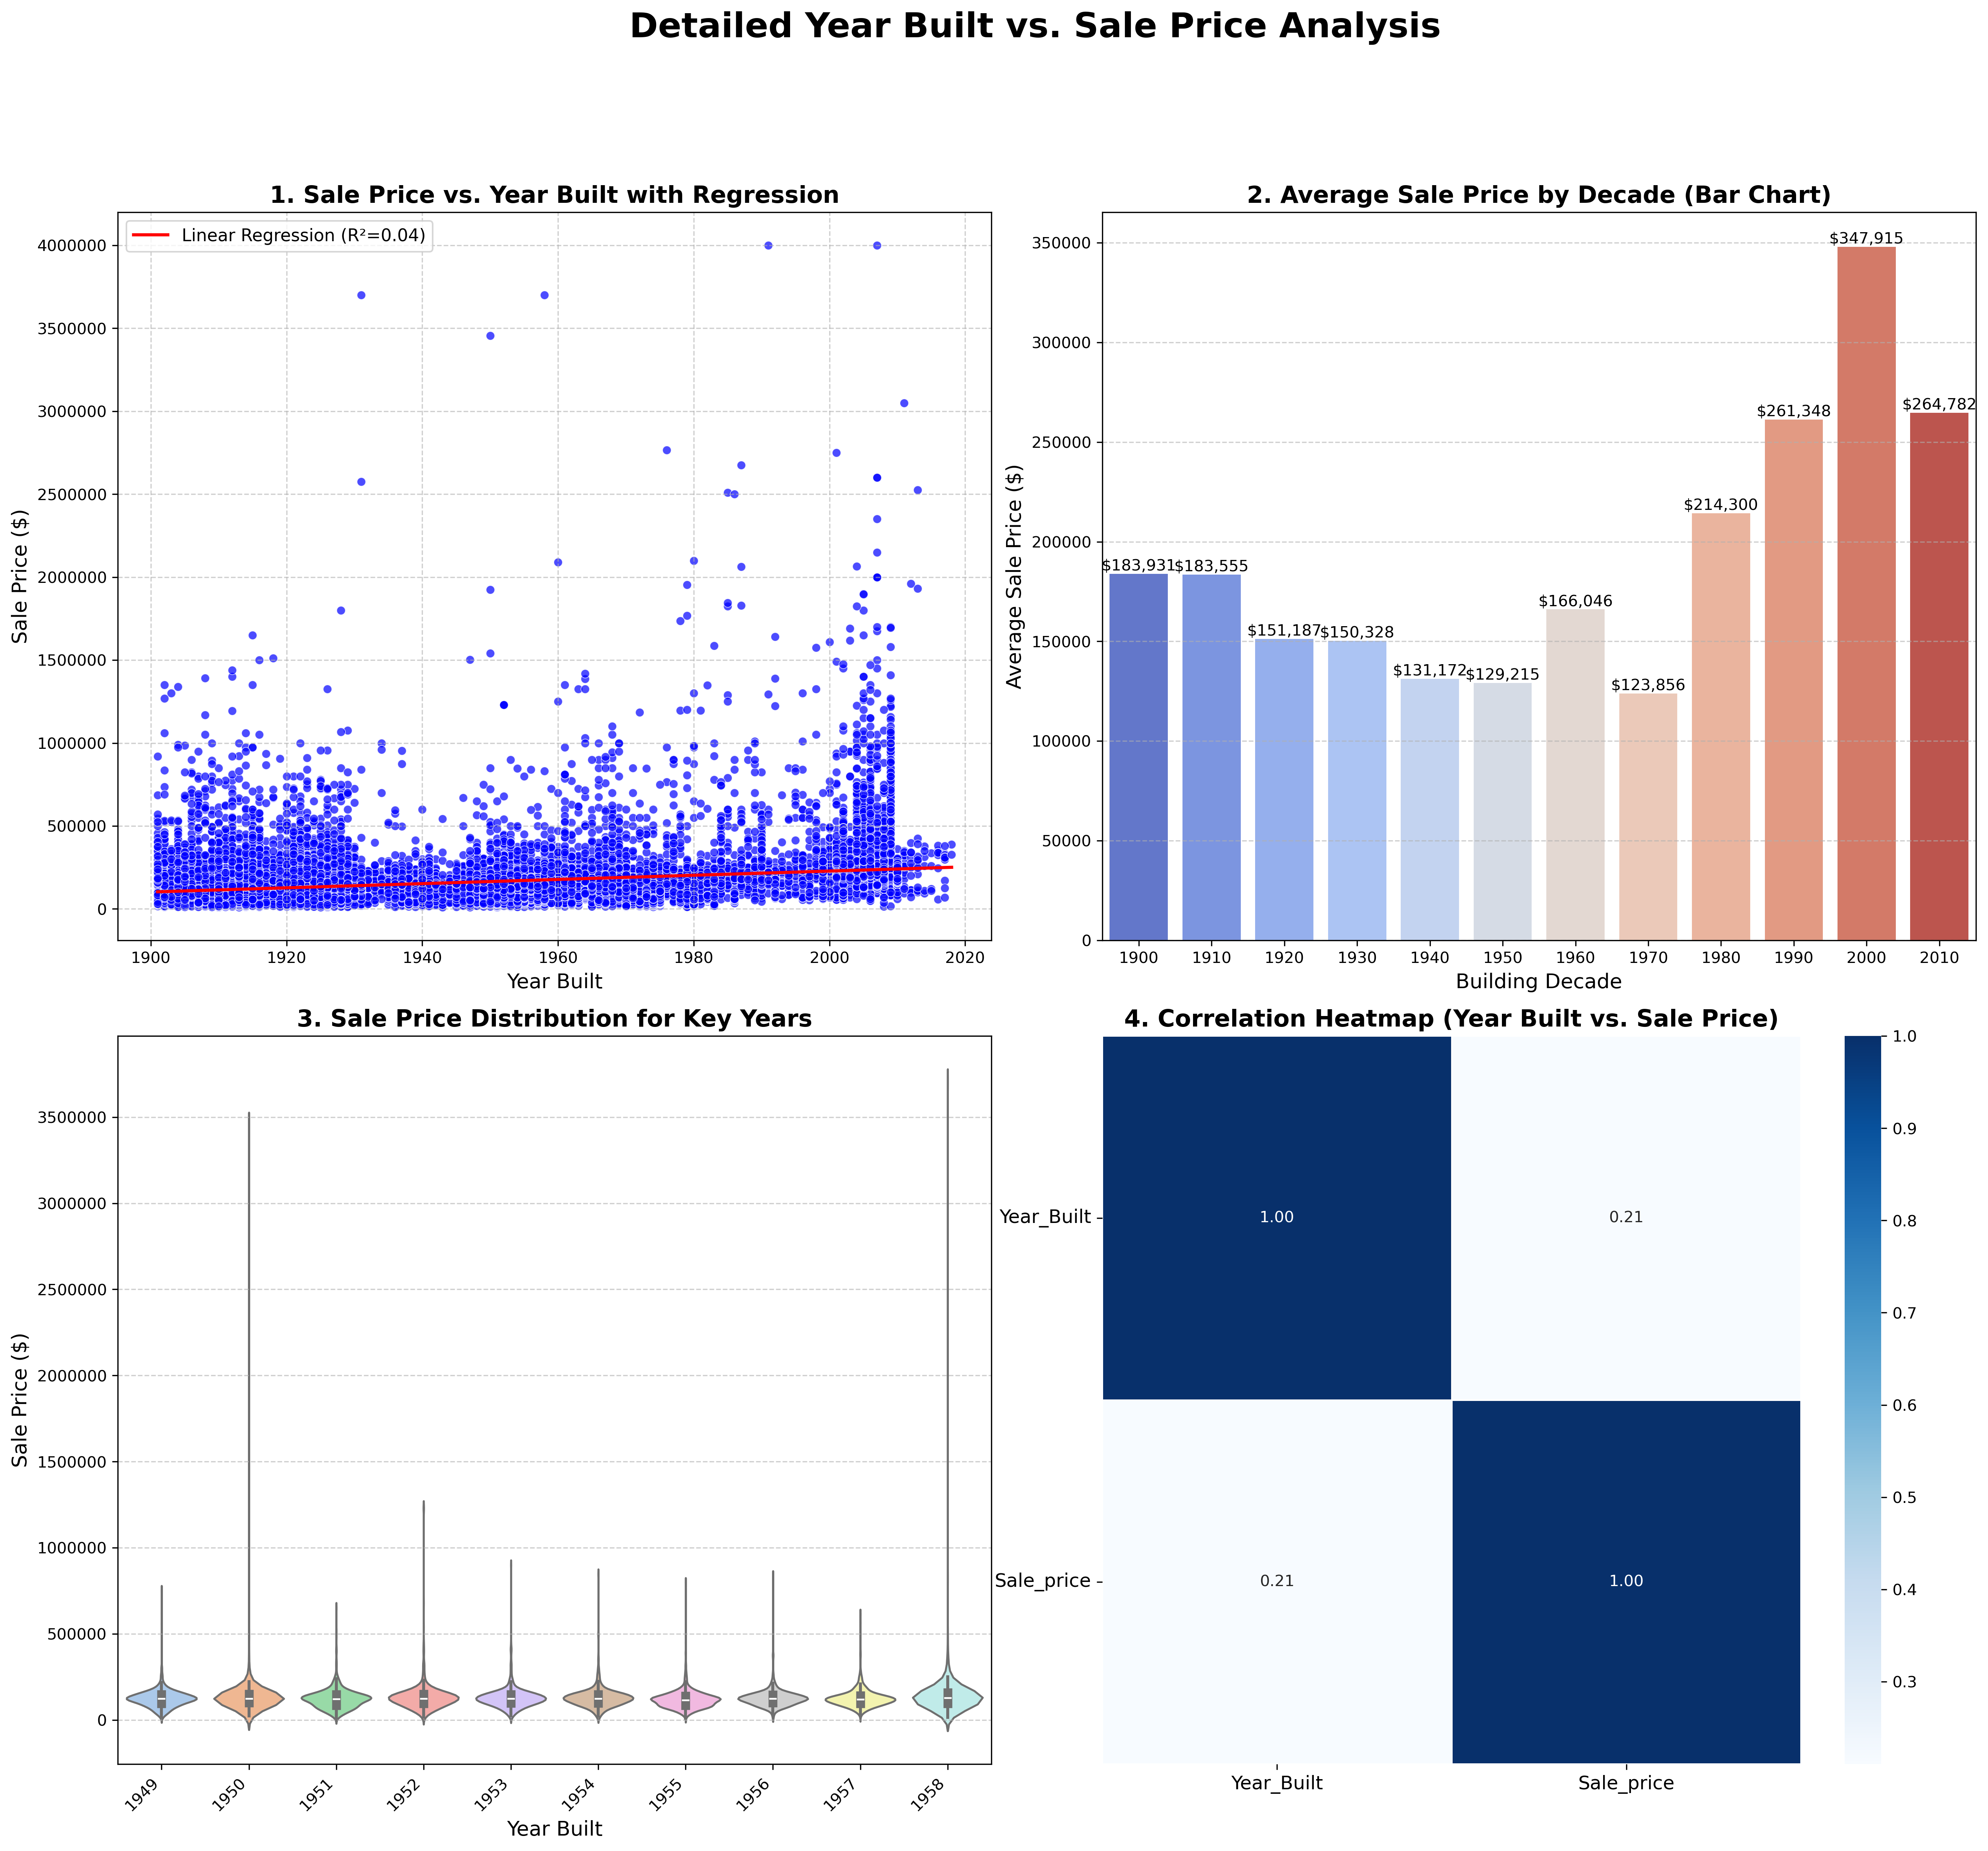 Detailed Year Built vs. Sale Price Analysis
1. Sale Price vs. Year Built with Regression
Linear Regression (R²=0.04)
Sale Price ($)
4000000
3500000
3000000
2500000
2000000
1500000
1000000
500000
0
1900 1920 1940 1960 1980 2000 2020
Year Built
2. Average Sale Price by Decade (Bar Chart)
Average Sale Price ($)
350000
300000
250000
200000
150000
100000
50000
0
$183,931 $183,555 $151,187 $150,328 $131,172 $129,215 $166,046 $123,856 $214,300 $261,348 $347,915 $264,782
1900 1910 1920 1930 1940 1950 1960 1970 1980 1990 2000 2010
Building Decade
3. Sale Price Distribution for Key Years
Sale Price ($)
3500000
3000000
2500000
2000000
1500000
1000000
500000
0
1949 1950 1951 1952 1953 1954 1955 1956 1957 1958
Year Built
4. Correlation Heatmap (Year Built vs. Sale Price)
Year_Built 1.00 0.21
Sale_price 0.21 1.00
Year_Built Sale_price
1.0
0.9
0.8
0.7
0.6
0.5
0.4
0.3